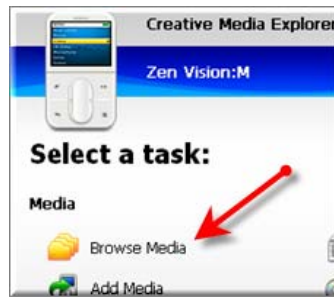 Creative Media Explorer
Zen Vision:M
Select a task:
Media
Browse Media
Add Media